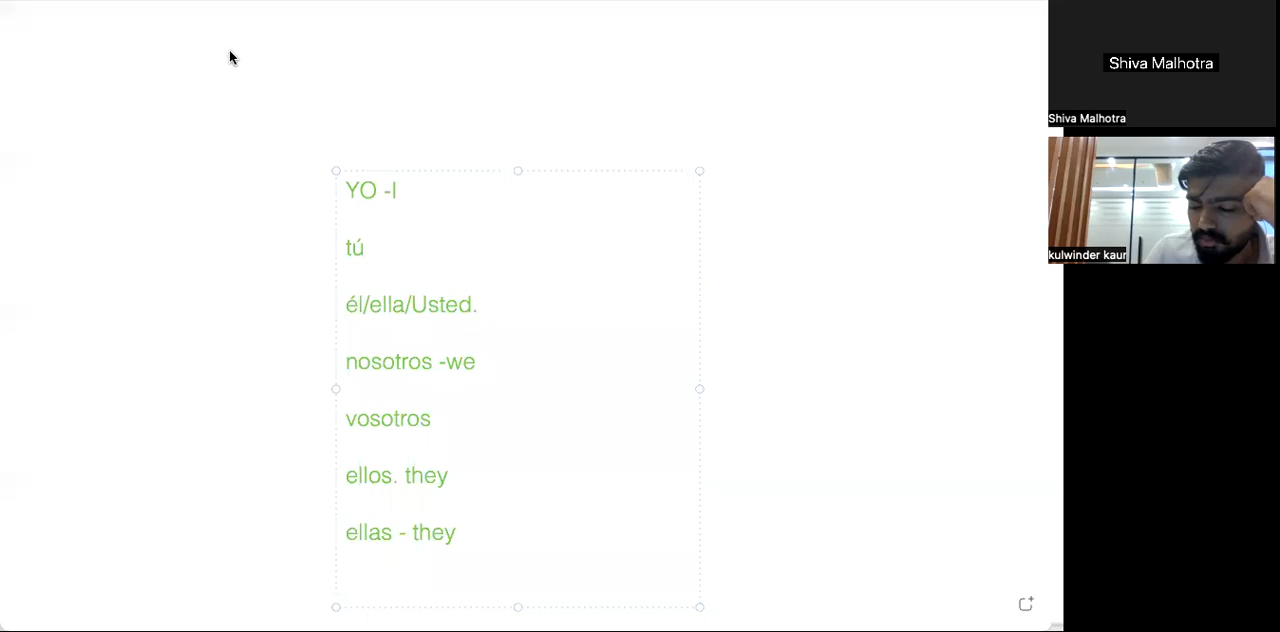 YO -I
tú
él/ella/Usted.
nosotros -we
vosotros
ellos. they
ellas - they
Shiva Malhotra
Shiva Malhotra
kulwinder kaur